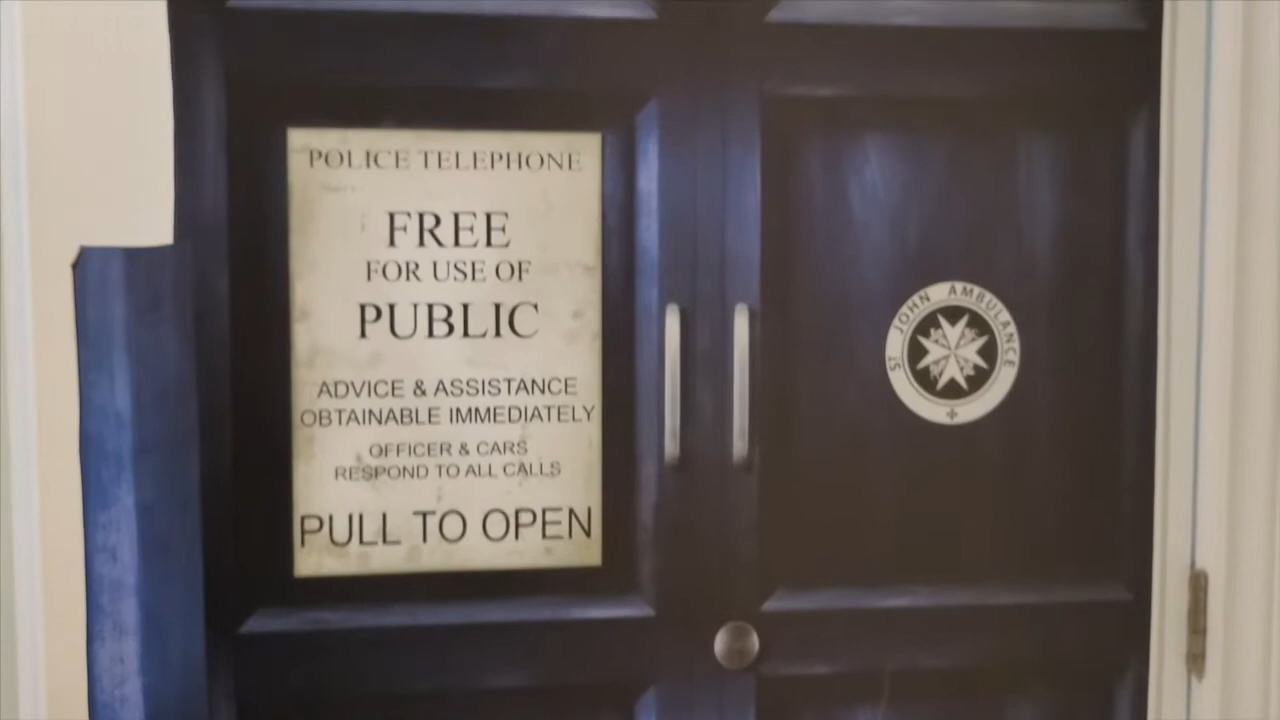 POLICE TELEPHONE
FREE
FOR USE OF
PUBLIC
ADVICE & ASSISTANCE
OBTAINABLE IMMEDIATELY
OFFICER & CARS
RESPOND TO ALL CALLS
PULL TO OPEN
ST JOHN AMBULANCE